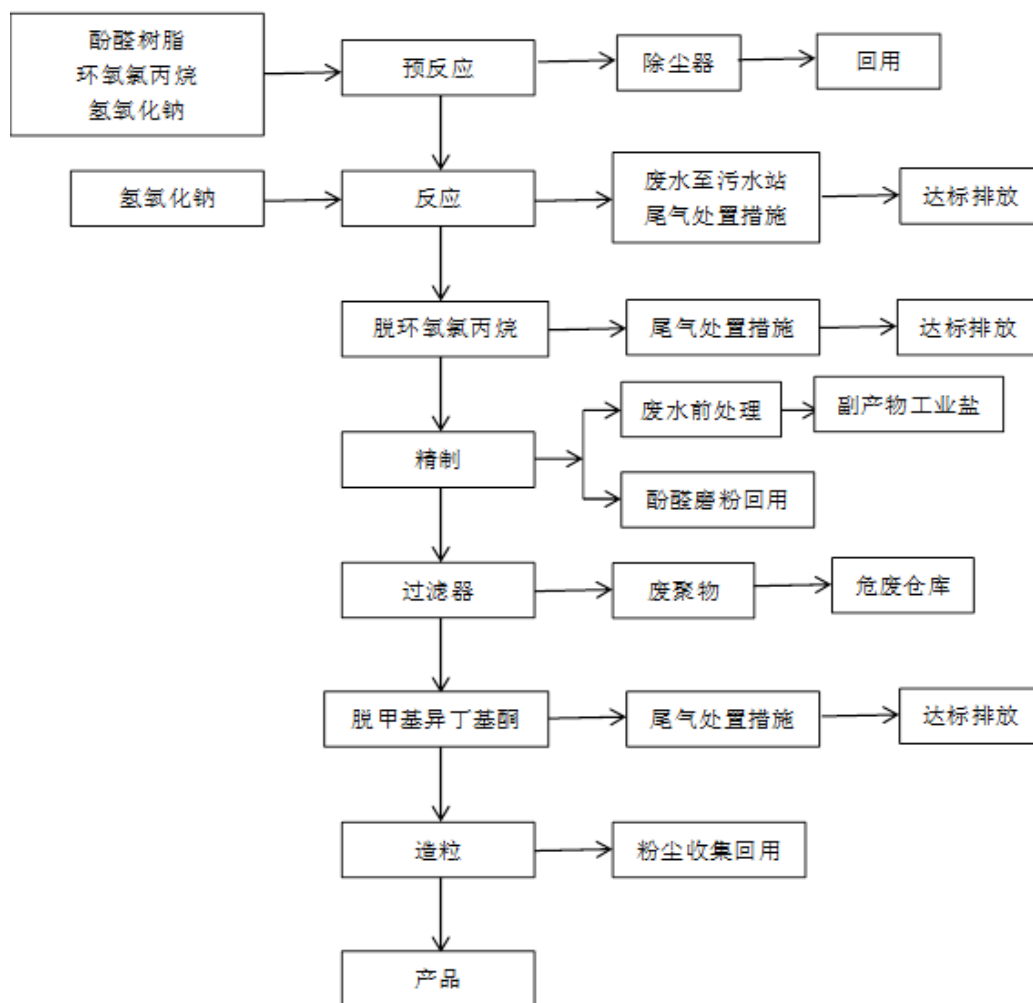 酚醛树脂
环氧氯丙烷
氢氧化钠
预反应
除尘器
回用
氢氧化钠
反应
废水至污水站
尾气处置措施
达标排放
脱环氧氯丙烷
尾气处置措施
达标排放
精制
废水前处理
副产物工业盐
酚醛磨粉回用
过滤器
废聚物
危废仓库
脱甲基异丁基酮
尾气处置措施
达标排放
造粒
粉尘收集回用
产品